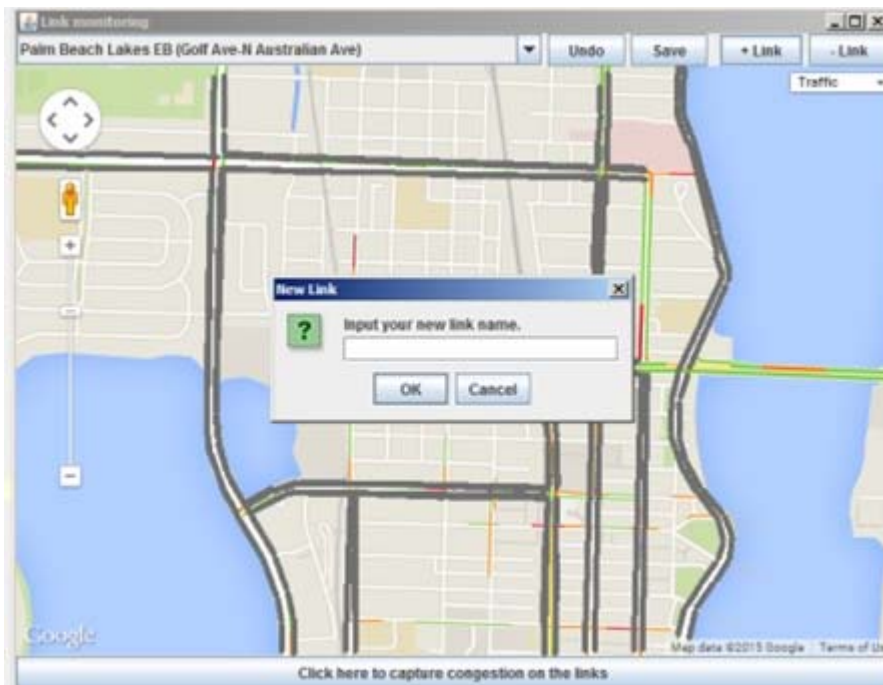 Link monitoring
Palm Beach Lakes EB (Golf Ave-N Australian Ave)
Undo
Save
+ Link
- Link
Traffic
New Link
Input your new link name.
OK
Cancel
Google
Map data ©2015 Google
Terms of Us
Click here to capture congestion on the links